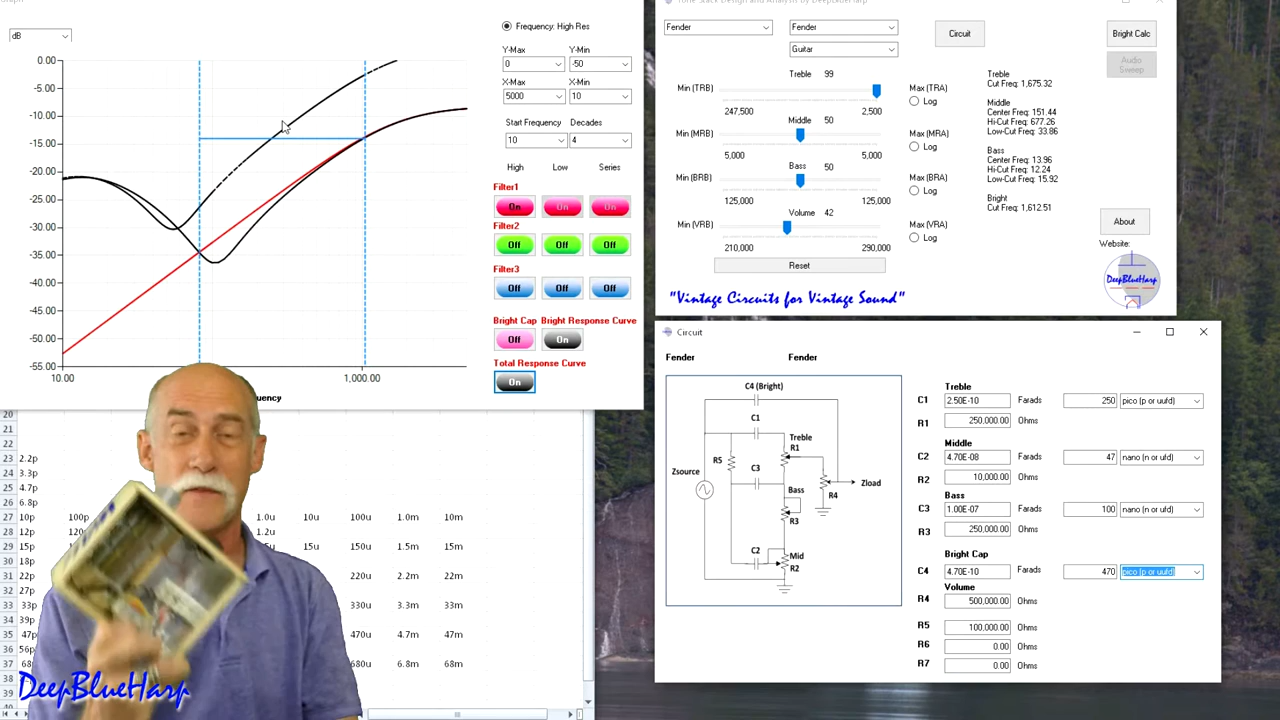 dB
0.00
-5.00
-10.00
-15.00
-20.00
-25.00
-30.00
-35.00
-40.00
-45.00
-50.00
-55.00
10.00
1,000.00
Frequency: High Res
Y-Max
Y-Min
0
-50
X-Max
X-Min
5000
10
Start Frequency
Decades
10
4
High
Low
Series
Filter1
On
On
On
Filter2
Off
Off
Off
Filter3
Off
Off
Off
Bright Cap
Bright Response Curve
Off
On
Total Response Curve
On
Tone Stack Design and Analysis by DeepBlueHarp
Fender
Fender
Guitar
Circuit
Bright Calc
Audio Sweep
Treble 99
Min (TRB)
Max (TRA)
Log
247,500
2,500
Middle 50
Min (MRB)
Max (MRA)
Log
5,000
5,000
Bass 50
Min (BRB)
Max (BRA)
Log
125,000
125,000
Volume 42
Min (VRB)
Max (VRA)
Log
210,000
290,000
Reset
"Vintage Circuits for Vintage Sound"
Treble
Cut Freq: 1,675.32
Middle
Center Freq: 151.44
Hi-Cut Freq: 677.26
Low-Cut Freq: 33.86
Bass
Center Freq: 13.96
Hi-Cut Freq: 12.24
Low-Cut Freq: 15.92
Bright
Cut Freq: 1,612.51
About
Website:
DeepBlueHarp
Circuit
Fender
Fender
C4 (Bright)
C1
Treble
R1
R5
C3
Zsource
Zload
R4
Bass
R3
C2
Mid
R2
Treble
C1 2.50E-10 Farads 250 pico (p or uufd)
R1 250,000.00 Ohms
Middle
C2 4.70E-08 Farads 47 nano (n or ufd)
R2 10,000.00 Ohms
Bass
C3 1.00E-07 Farads 100 nano (n or ufd)
R3 250,000.00 Ohms
Bright Cap
C4 4.70E-10 Farads 470 pico (p or uufd)
Volume
R4 500,000.00 Ohms
R5 100,000.00 Ohms
R6 0.00 Ohms
R7 0.00 Ohms
20
21
22
23 2.2p
24 3.3p
25 4.7p
26 6.8p
27 10p 100p 1.0u 10u 100u 1.0m 10m
28 12p 1.2u
29 15p 15u 150u 1.5m 15m
30 18p
31 22p 220u 2.2m 22m
32 27p
33 33p 330u 3.3m 33m
34
35 470u 4.7m 47m
36
37 680u 6.8m 68m
38
39
DeepBlueHarp